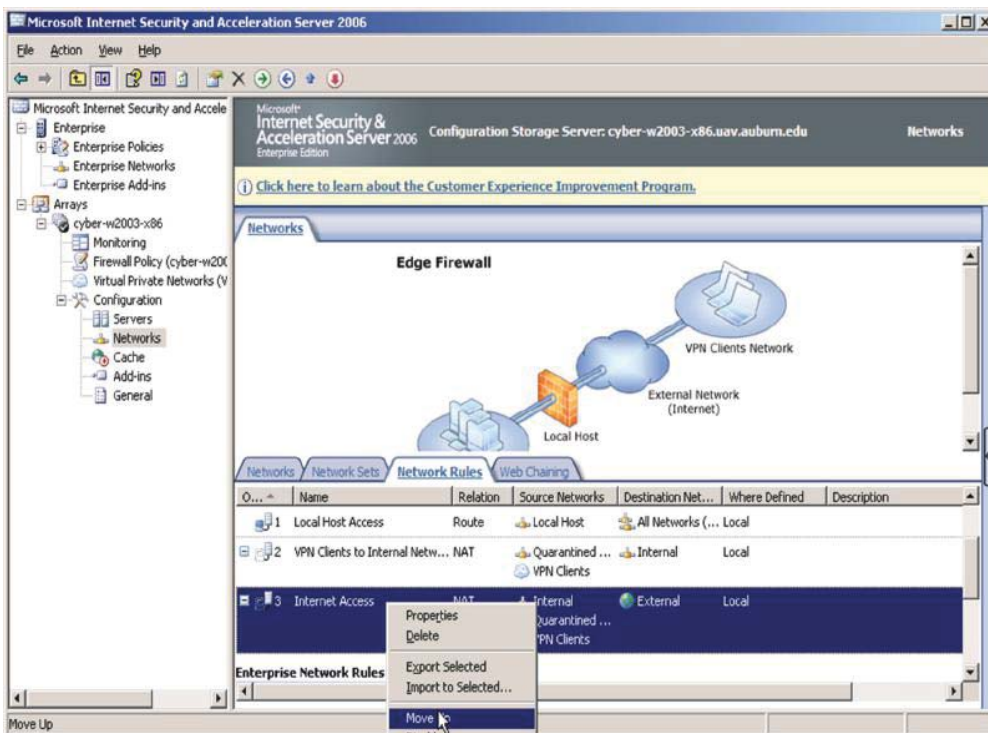 Microsoft Internet Security and Acceleration Server 2006
File Action View Help
Microsoft Internet Security and Accele
Enterprise
Enterprise Policies
Enterprise Networks
Enterprise Add-ins
Arrays
cyber-w2003-x86
Monitoring
Firewall Policy (cyber-w200
Virtual Private Networks (V
Configuration
Servers
Networks
Cache
Add-ins
General
Microsoft
Internet Security &
Acceleration Server 2006
Enterprise Edition
Configuration Storage Server: cyber-w2003-x86.uav.auburn.edu
Networks
Click here to learn about the Customer Experience Improvement Program.
Networks
Edge Firewall
VPN Clients Network
External Network
(Internet)
Local Host
Networks Network Sets Network Rules Web Chaining
O... Name Relation Source Networks Destination Net... Where Defined Description
1 Local Host Access Route Local Host All Networks (... Local
2 VPN Clients to Internal Netw... NAT Quarantined ... Internal Local
VPN Clients
3 Internet Access NAT Internal External Local
Quarantined ...
VPN Clients
Properties
Delete
Export Selected
Import to Selected...
Move Up
Enterprise Network Rules
Move Up